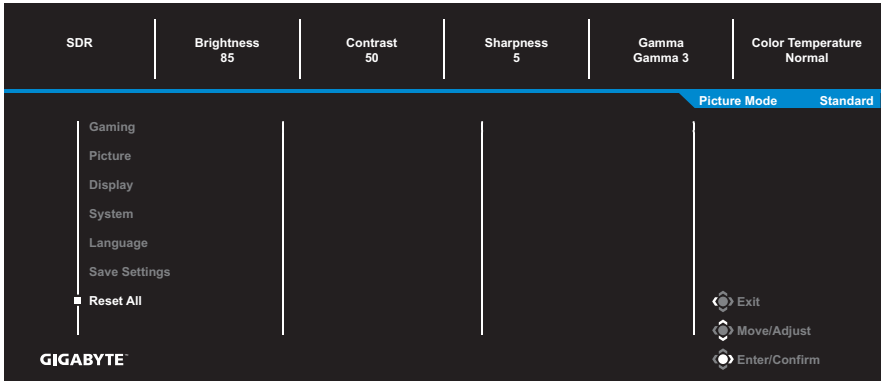 SDR
Brightness
85
Contrast
50
Sharpness
5
Gamma
Gamma 3
Color Temperature
Normal
Picture Mode Standard
Gaming
Picture
Display
System
Language
Save Settings
Reset All
Exit
Move/Adjust
Enter/Confirm
GIGABYTE™